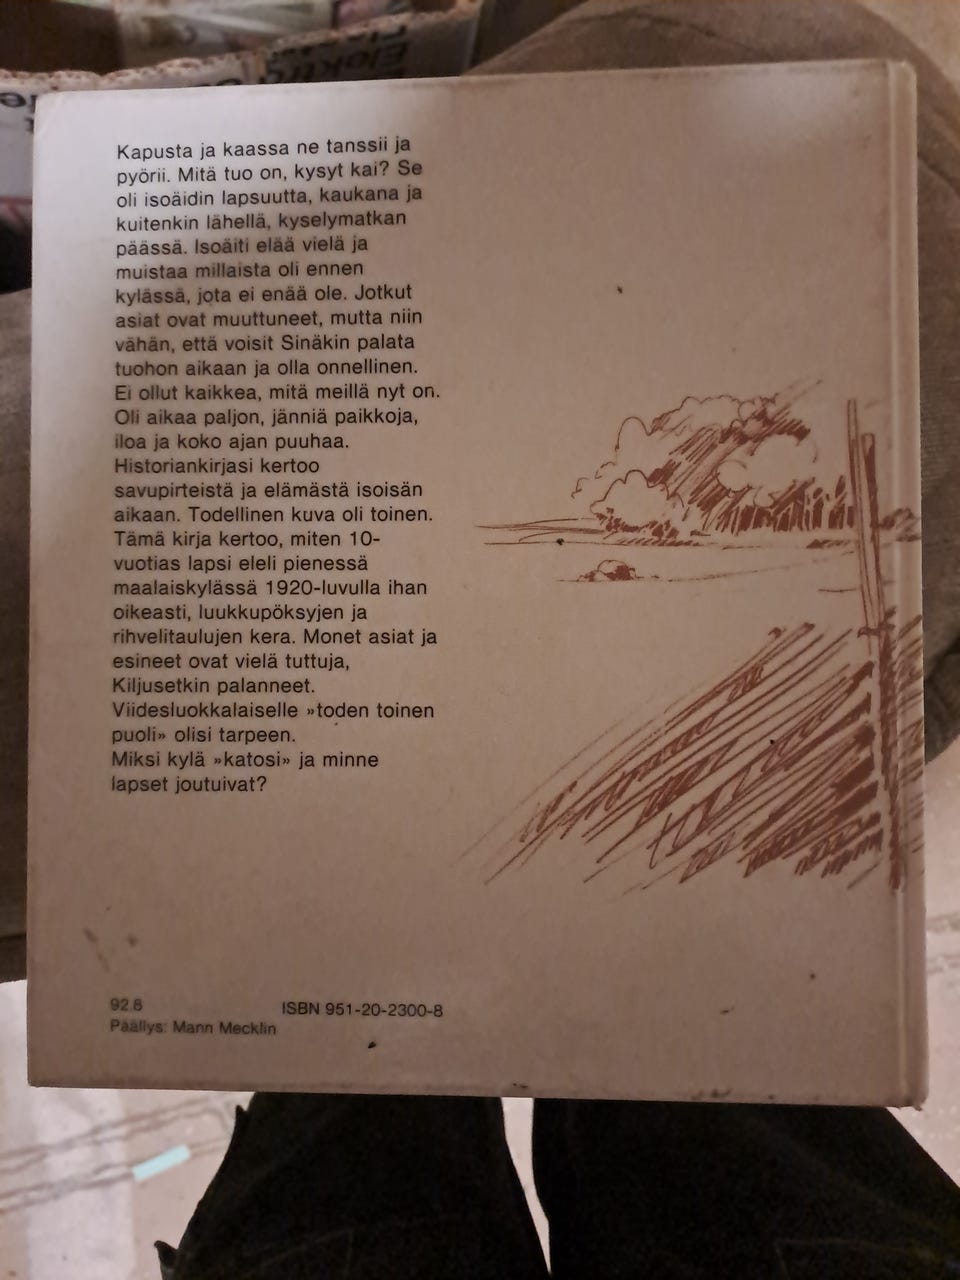 Elektro
Kapusta ja kaassa ne tanssii ja
pyörii. Mitä tuo on, kysyt kai? Se
oli isoäidin lapsuutta, kaukana ja
kuitenkin lähellä, kyselymatkan
päässä. Isoäiti elää vielä ja
muistaa millaista oli ennen
kylässä, jota ei enää ole. Jotkut
asiat ovat muuttuneet, mutta niin
vähän, että voisit Sinäkin palata
tuohon aikaan ja olla onnellinen.
Ei ollut kaikkea, mitä meillä nyt on.
Oli aikaa paljon, jänniä paikkoja,
iloa ja koko ajan puuhaa.
Historiankirjasi kertoo
savupirteistä ja elämästä isoisän
aikaan. Todellinen kuva oli toinen.
Tämä kirja kertoo, miten 10-
vuotias lapsi eleli pienessä
maalaiskylässä 1920-luvulla ihan
oikeasti, luukkupöksyjen ja
rihvelitaulujen kera. Monet asiat ja
esineet ovat vielä tuttuja,
Kiljusetkin palanneet.
Viidesluokkalaiselle »toden toinen
puoli» olisi tarpeen.
Miksi kylä »katosi» ja minne
lapset joutuivat?
92.8 ISBN 951-20-2300-8
Päällys: Mann Mecklin